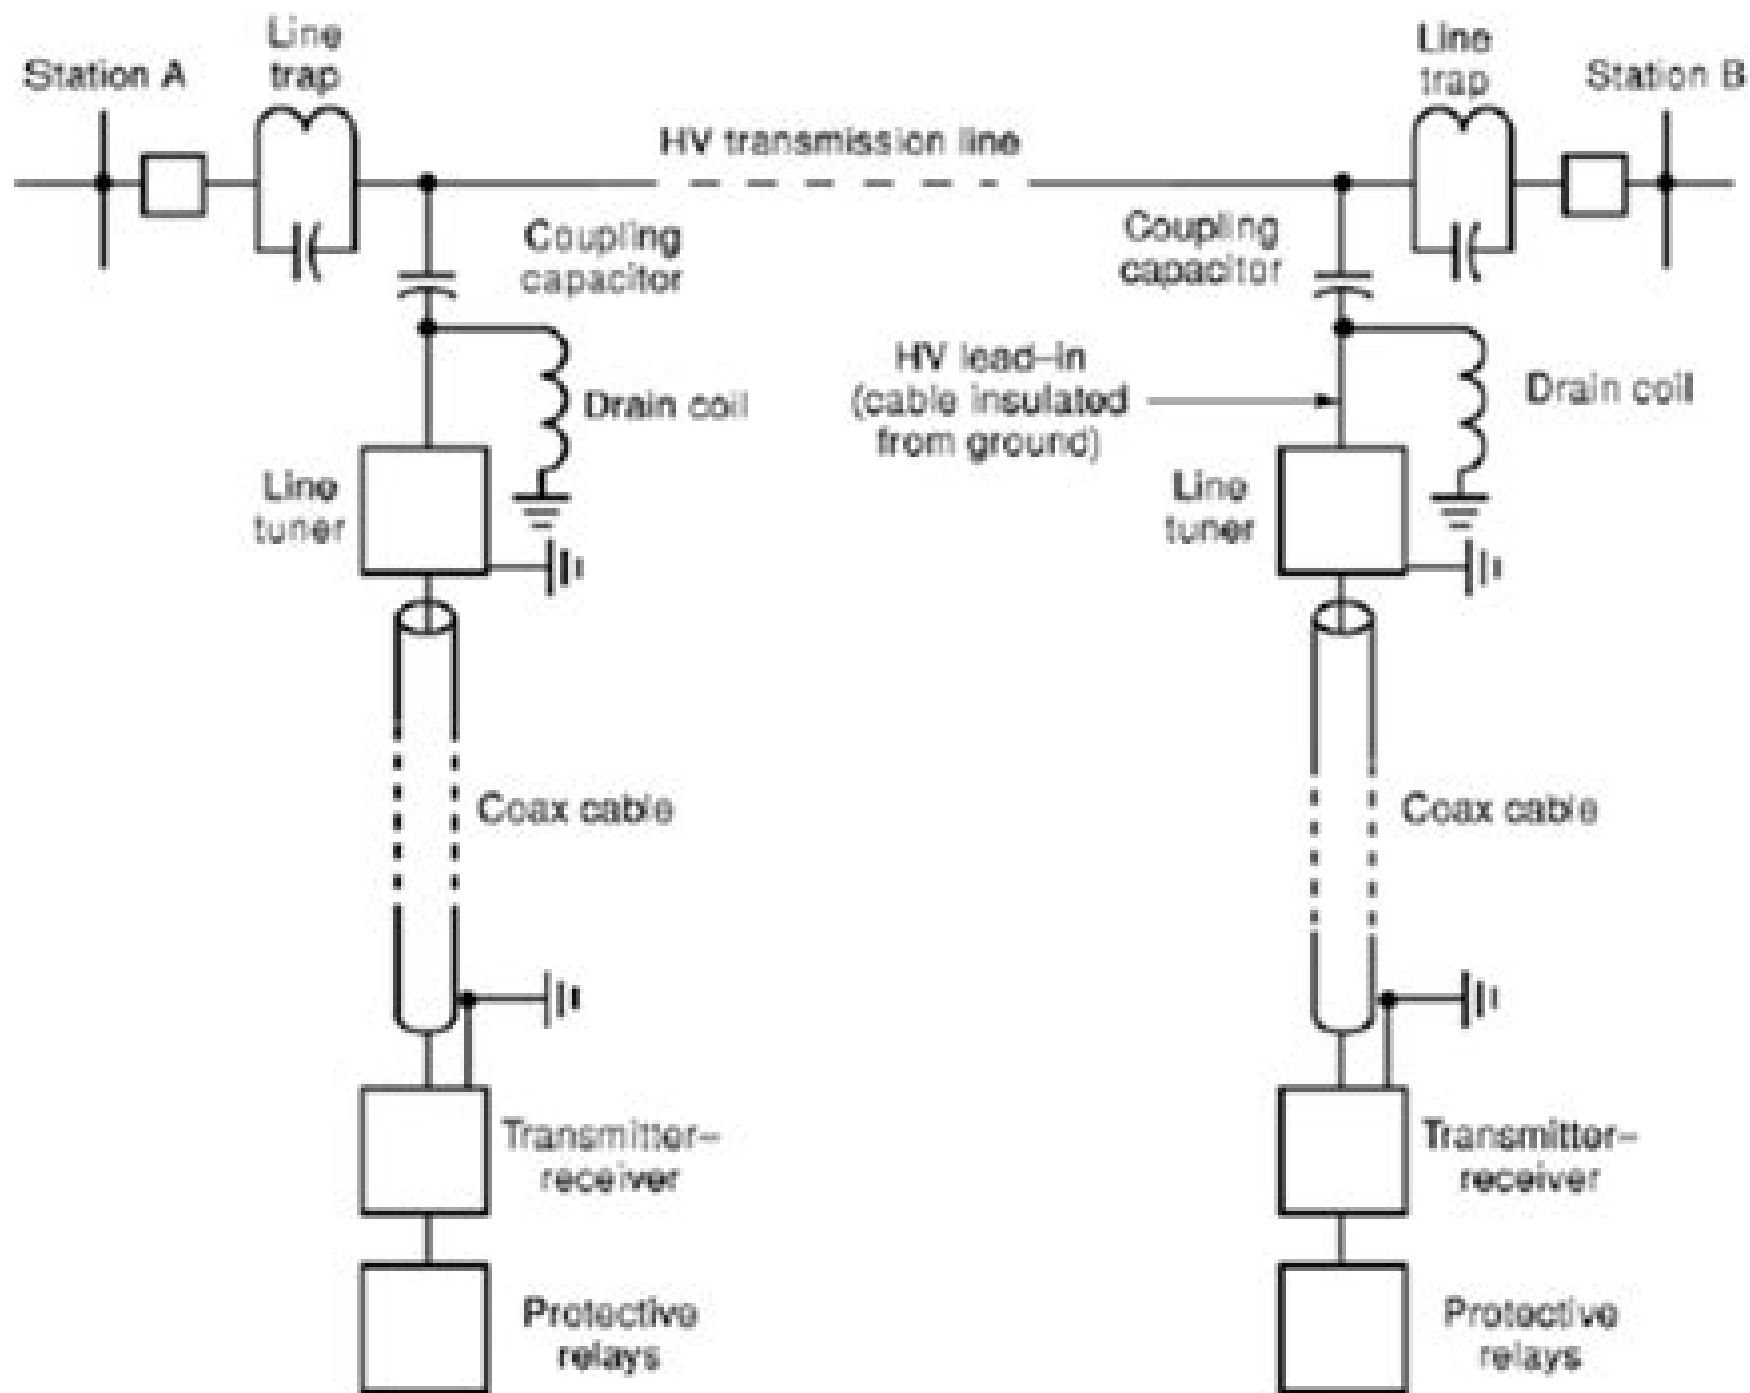 Station A
Line
trap
HV transmission line
Line
trap
Station B
Coupling
capacitor
Coupling
capacitor
Drain coil
HV lead-in
(cable insulated
from ground)
Drain coil
Line
tuner
Line
tuner
Coax cable
Coax cable
Transmitter-
receiver
Transmitter-
receiver
Protective
relays
Protective
relays